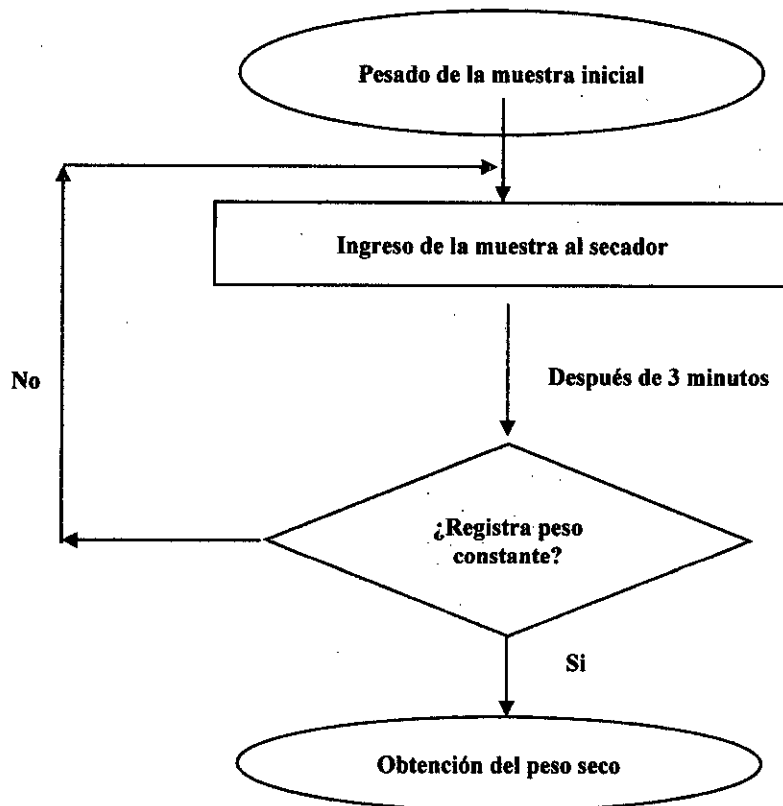 Pesado de la muestra inicial
Ingreso de la muestra al secador
Después de 3 minutos
No
¿Registra peso
constante?
Si
Obtención del peso seco